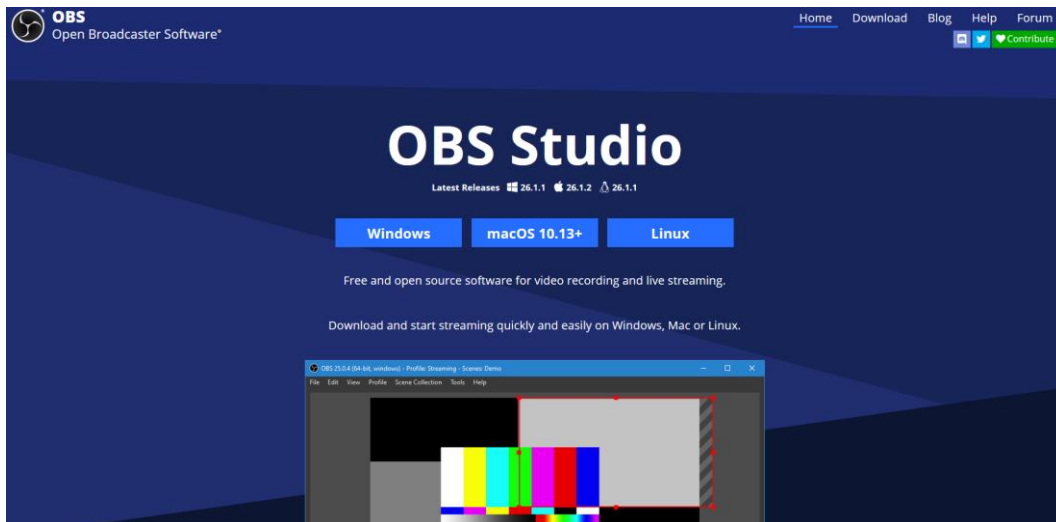 OBS
Open Broadcaster Software®
Home Download Blog Help Forum
Contribute
OBS Studio
Latest Releases 26.1.1 26.1.2 26.1.1
Windows macOS 10.13+ Linux
Free and open source software for video recording and live streaming.
Download and start streaming quickly and easily on Windows, Mac or Linux.
OBS 25.0.4 (64-bit, windows) - Profile: Streaming - Scenes: Demo
File Edit View Profile Scene Collection Tools Help